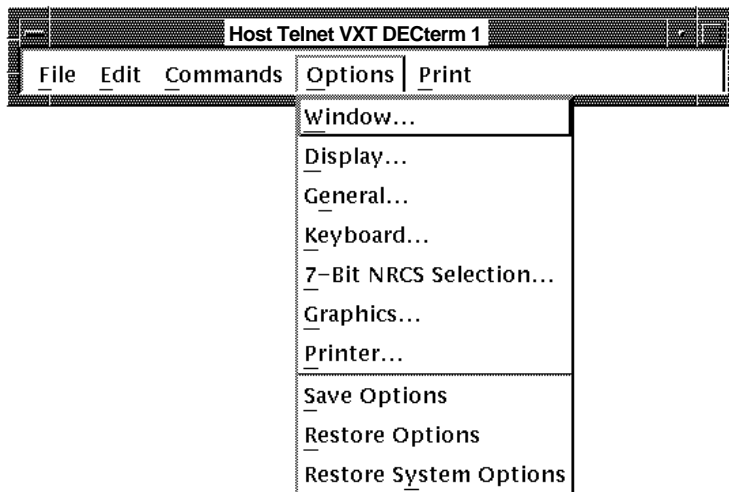 Host Telnet VXT DECterm 1
File Edit Commands Options Print
Window...
Display...
General...
Keyboard...
7-Bit NRCS Selection...
Graphics...
Printer...
Save Options
Restore Options
Restore System Options